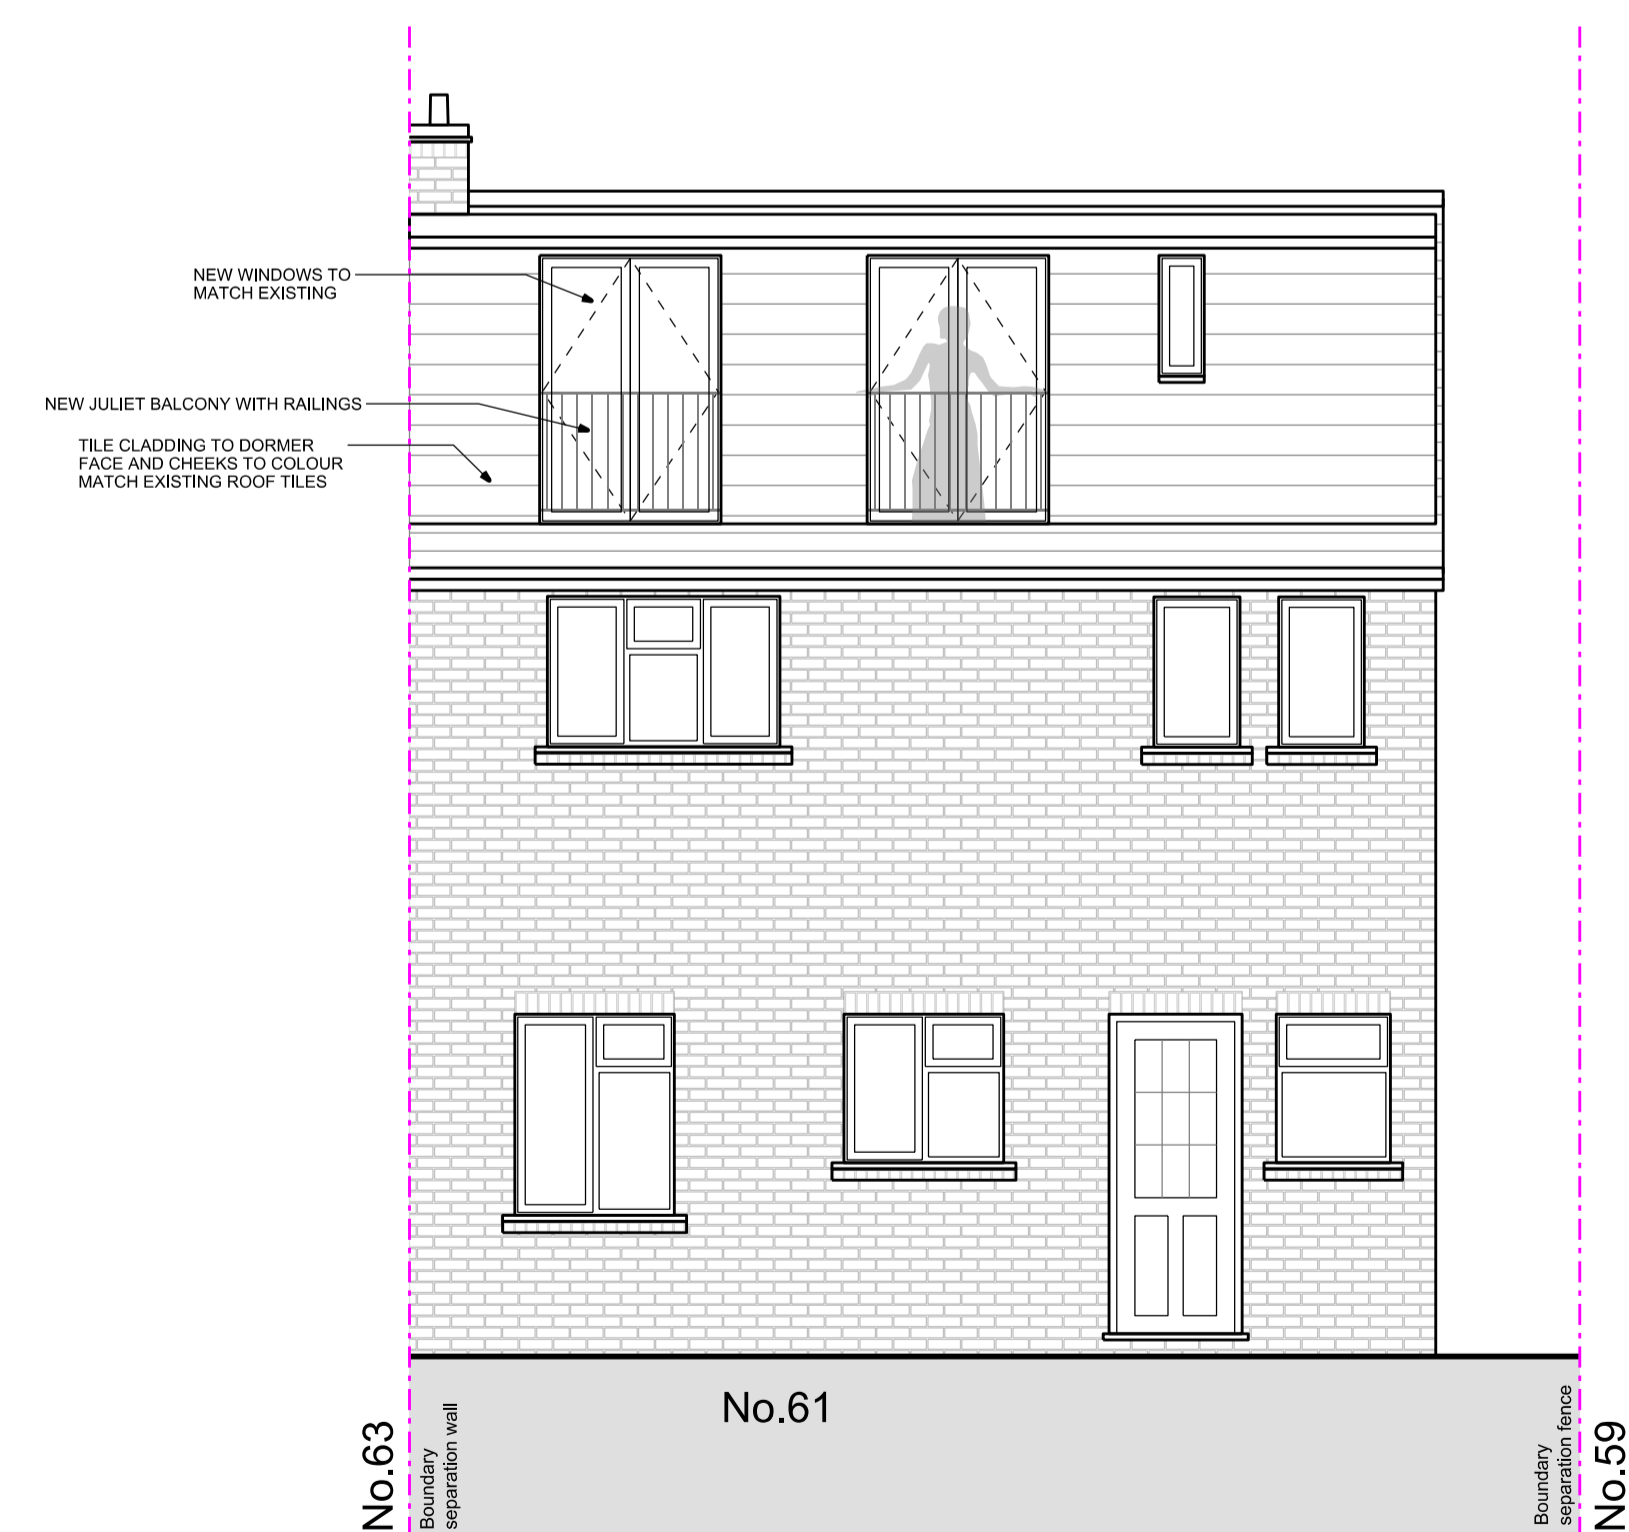 NEW WINDOWS TO
MATCH EXISTING
NEW JULIET BALCONY WITH RAILINGS
TILE CLADDING TO DORMER
FACE AND CHEEKS TO COLOUR
MATCH EXISTING ROOF TILES
No.61
No.63
Boundary
separation wall
Boundary
separation fence
No.59